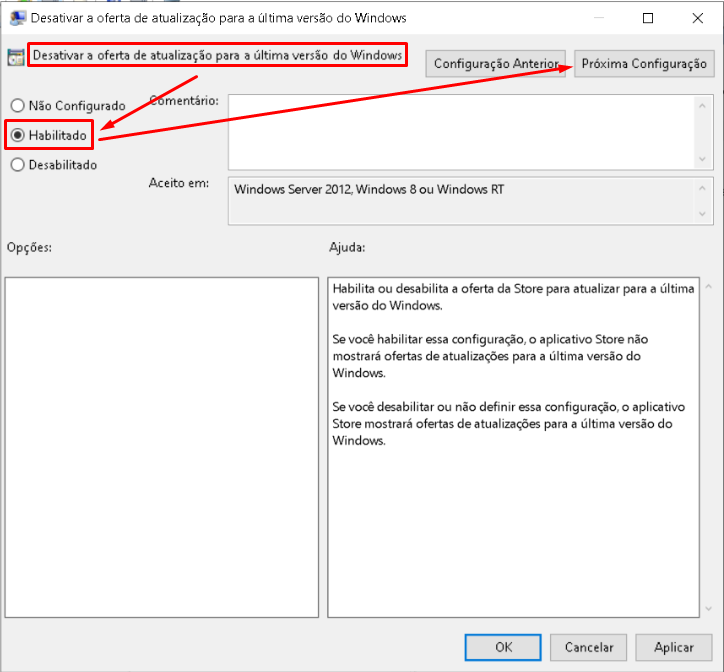 Desativar a oferta de atualização para a última versão do Windows
Desativar a oferta de atualização para a última versão do Windows
Configuração Anterior
Próxima Configuração
Não Configurado
Habilitado
Desabilitado
Comentário:
Aceito em:
Windows Server 2012, Windows 8 ou Windows RT
Opções:
Ajuda:
Habilita ou desabilita a oferta da Store para atualizar para a última
versão do Windows.
Se você habilitar essa configuração, o aplicativo Store não
mostrará ofertas de atualizações para a última versão do
Windows.
Se você desabilitar ou não definir essa configuração, o aplicativo
Store mostrará ofertas de atualizações para a última versão do
Windows.
OK
Cancelar
Aplicar